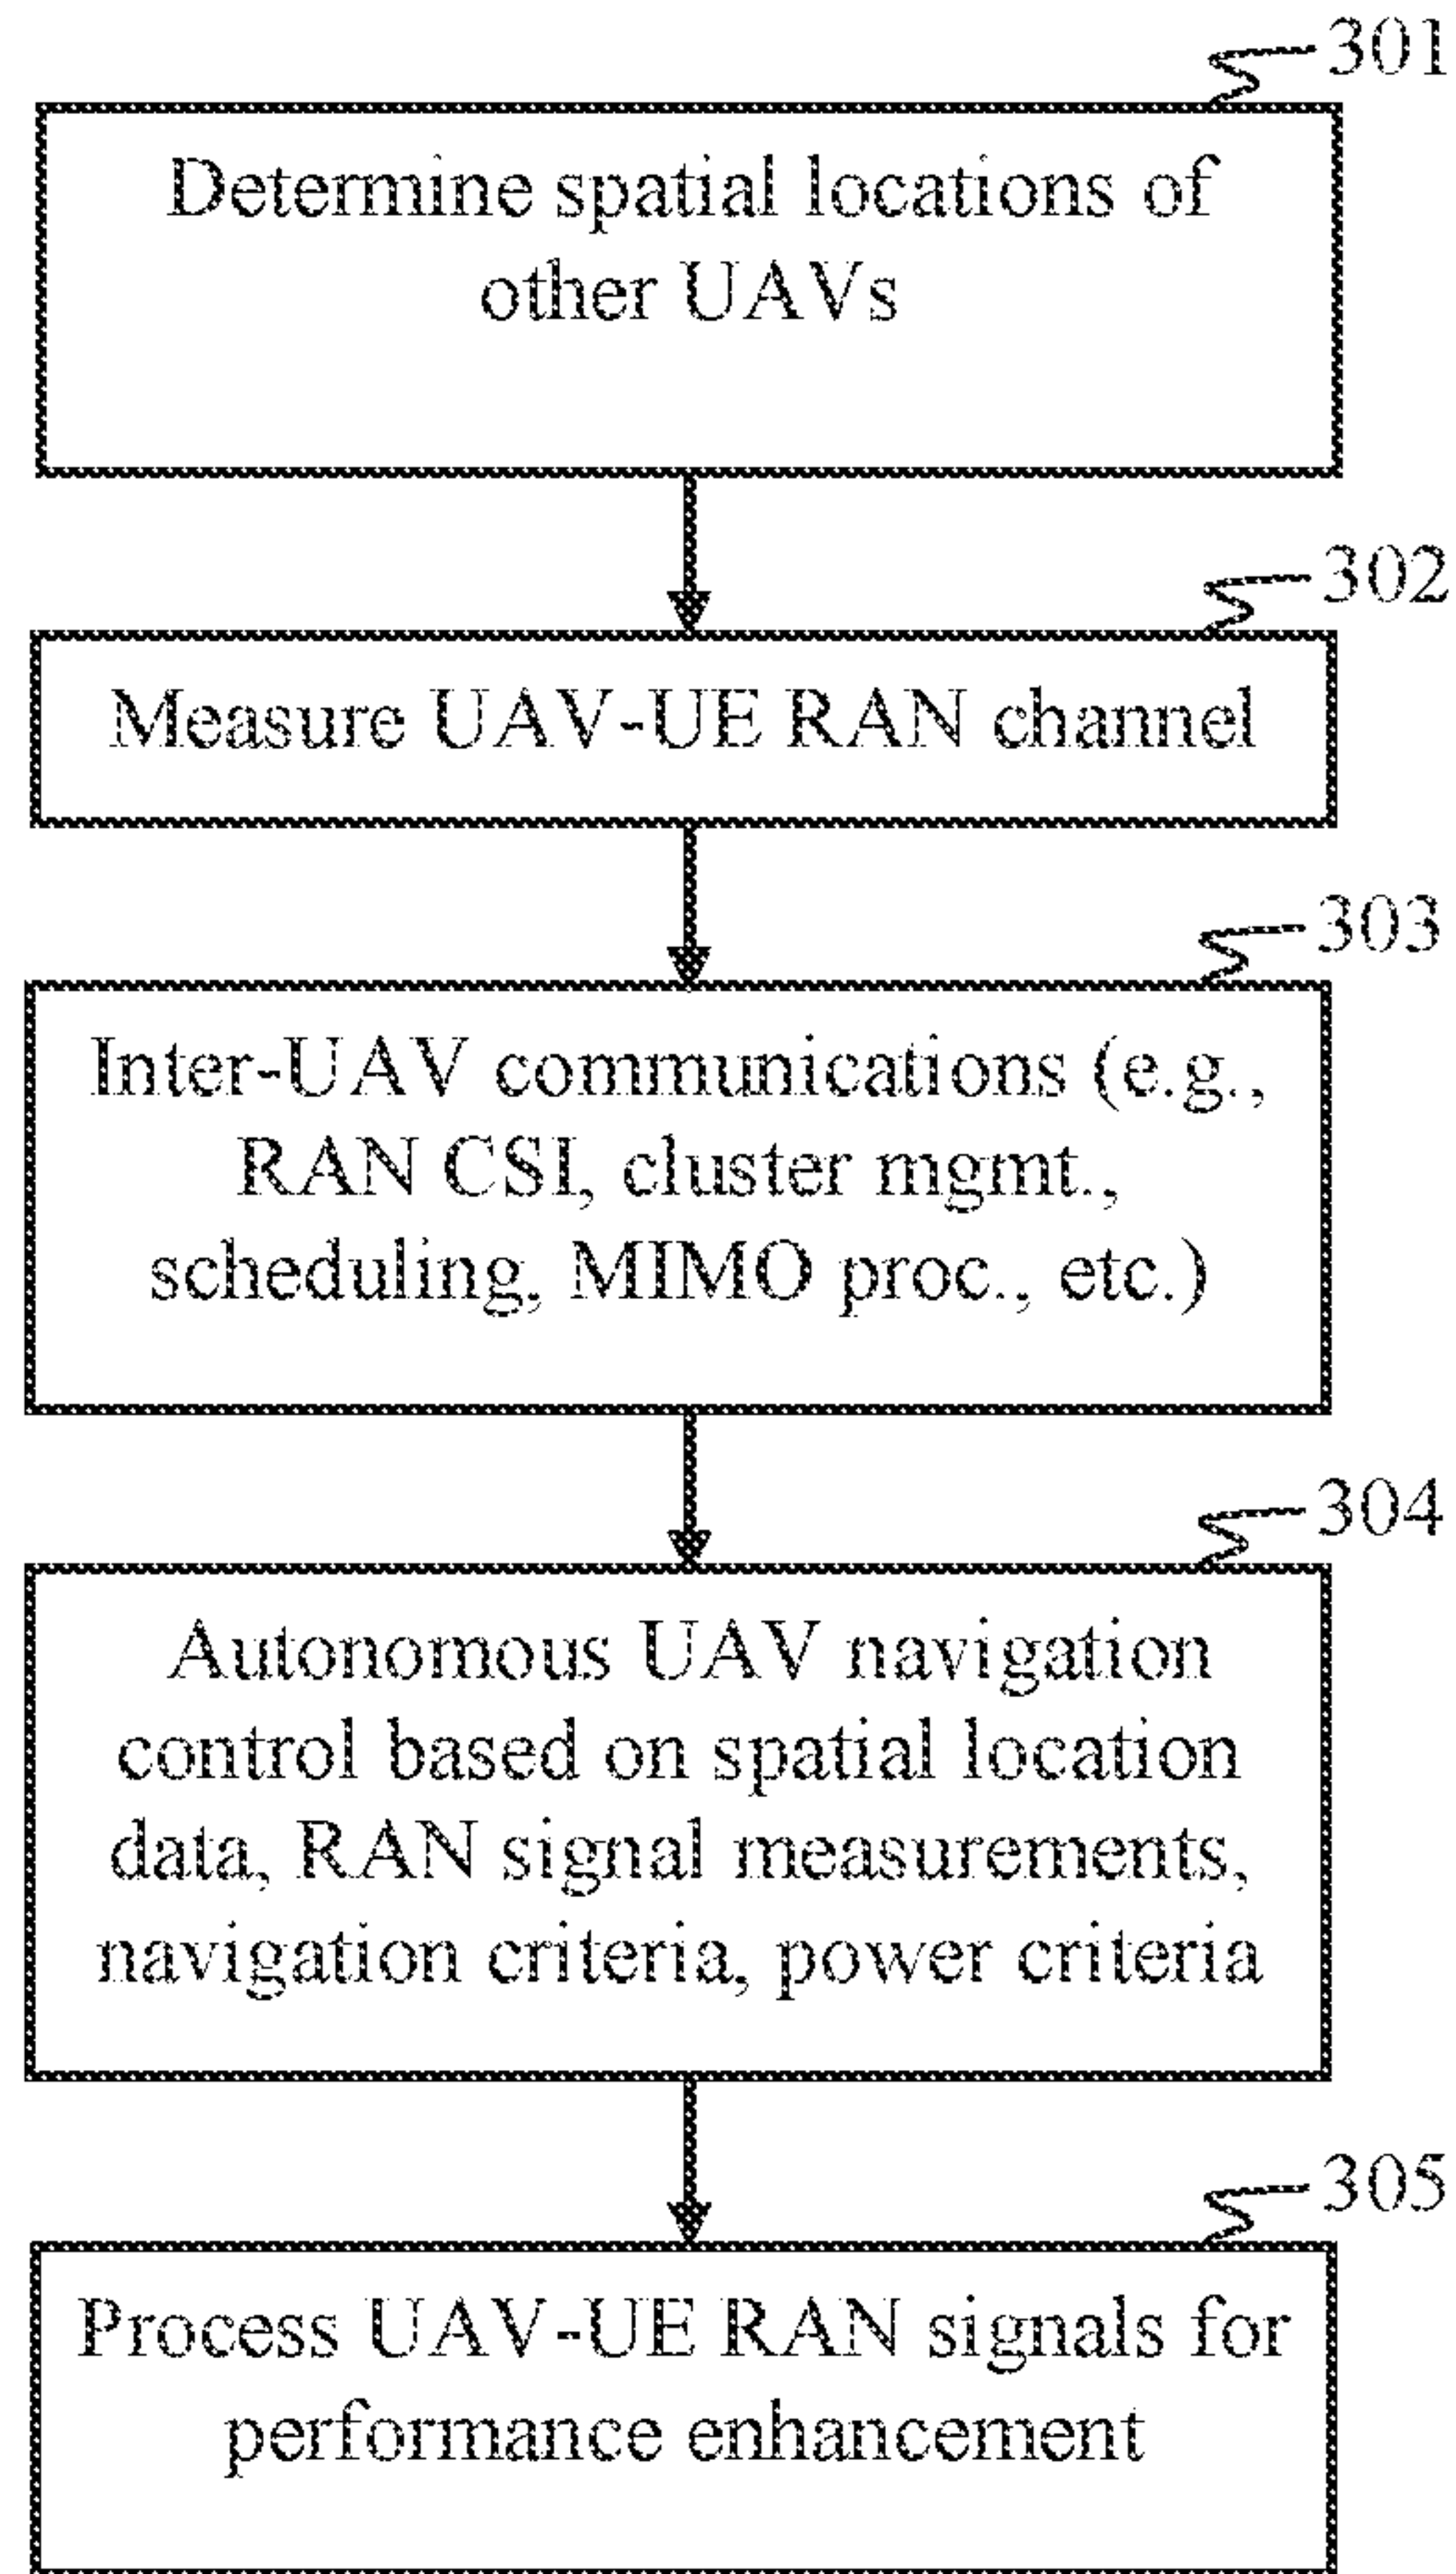 301
Determine spatial locations of
other UAVs
302
Measure UAV-UE RAN channel
303
Inter-UAV communications (e.g.,
RAN CSI, cluster mgmt.,
scheduling, MIMO proc., etc.)
304
Autonomous UAV navigation
control based on spatial location
data, RAN signal measurements,
navigation criteria, power criteria
305
Process UAV-UE RAN signals for
performance enhancement